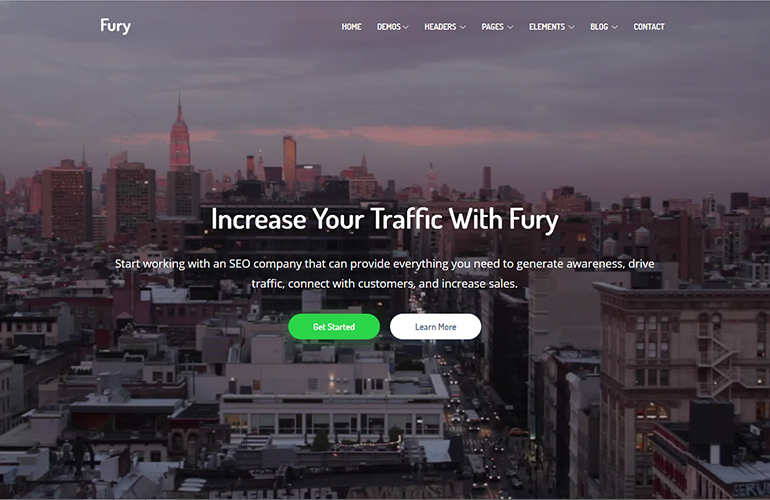 Fury
HOME DEMOS HEADERS PAGES ELEMENTS BLOG CONTACT
Increase Your Traffic With Fury
Start working with an SEO company that can provide everything you need to generate awareness, drive
traffic, connect with customers, and increase sales.
Get Started Learn More